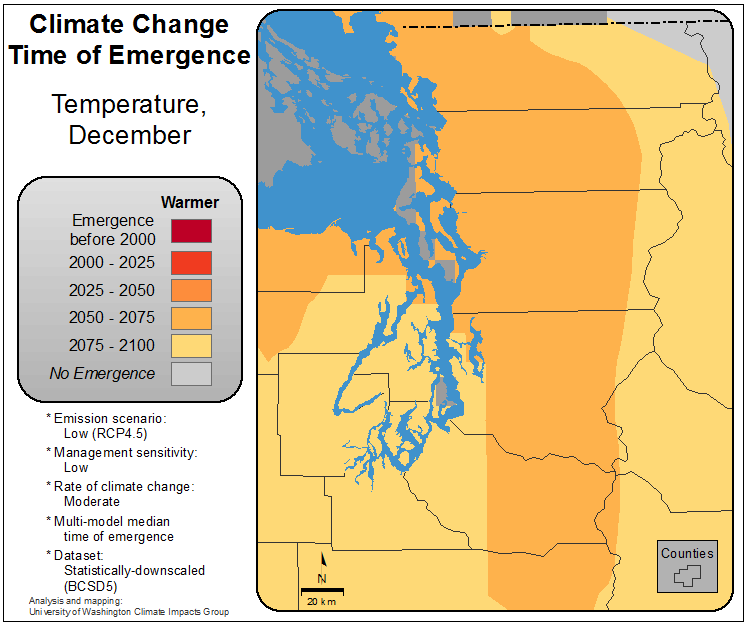 Climate Change
Time of Emergence
Temperature,
December
Warmer
Emergence
before 2000
2000 - 2025
2025 - 2050
2050 - 2075
2075 - 2100
No Emergence
* Emission scenario:
Low (RCP4.5)
* Management sensitivity:
Low
* Rate of climate change:
Moderate
* Multi-model median
time of emergence
* Dataset:
Statistically-downscaled
(BCSD5)
Analysis and mapping:
University of Washington Climate Impacts Group
N
20 km
Counties